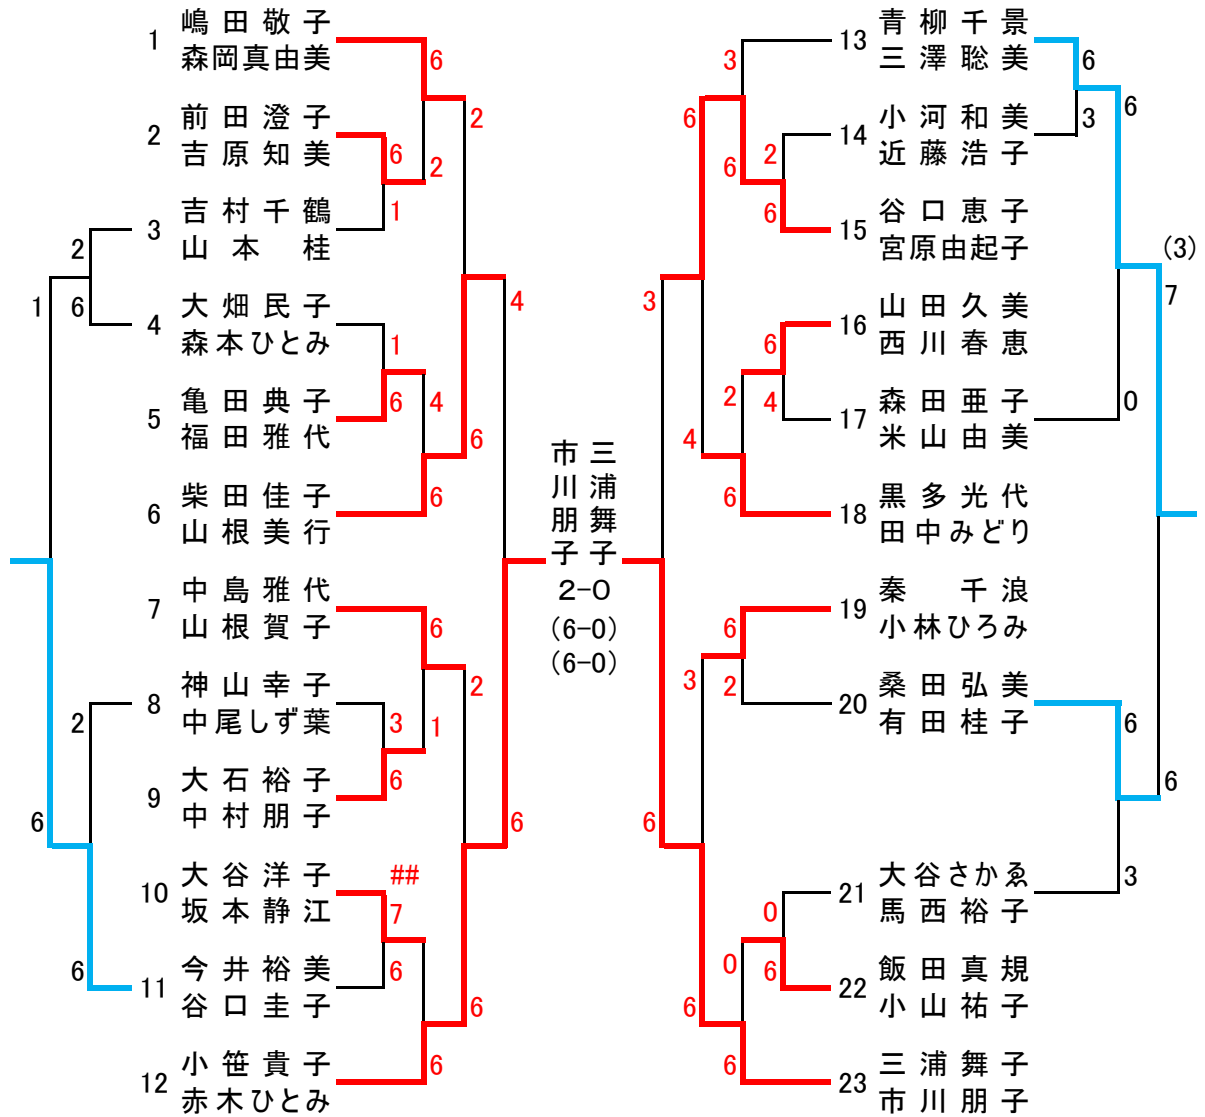 1 嶋田敬子
森岡真由美
6
2 前田澄子
吉原知美
2
6
2
3 吉村千鶴
山本 桂
1
2
1
6
4 大畑民子
森本ひとみ
1
4
5 亀田典子
福田雅代
6
4
6
6 柴田佳子
山根美行
6
7 中島雅代
山根賀子
6
8 神山幸子
中尾しず葉
2
3
1
2
9 大石裕子
中村朋子
6
6
6
10 大谷洋子
坂本静江
##
7
11 今井裕美
谷口圭子
6
6
6
12 小笹貴子
赤木ひとみ
6
三浦舞子
市川朋子
2-0
(6-0)
(6-0)
13 青柳千景
三澤聡美
3
6
14 小河和美
近藤浩子
6
2
3
6
15 谷口恵子
宮原由起子
6
6
(3)
7
16 山田久美
西川春恵
3
6
17 森田亜子
米山由美
2
4
0
4
18 黒多光代
田中みどり
6
19 秦 千浪
小林ひろみ
6
20 桑田弘美
有田桂子
3
2
6
6
6
21 大谷さかゑ
馬西裕子
0
3
22 飯田真規
小山祐子
0
6
6
23 三浦舞子
市川朋子
6